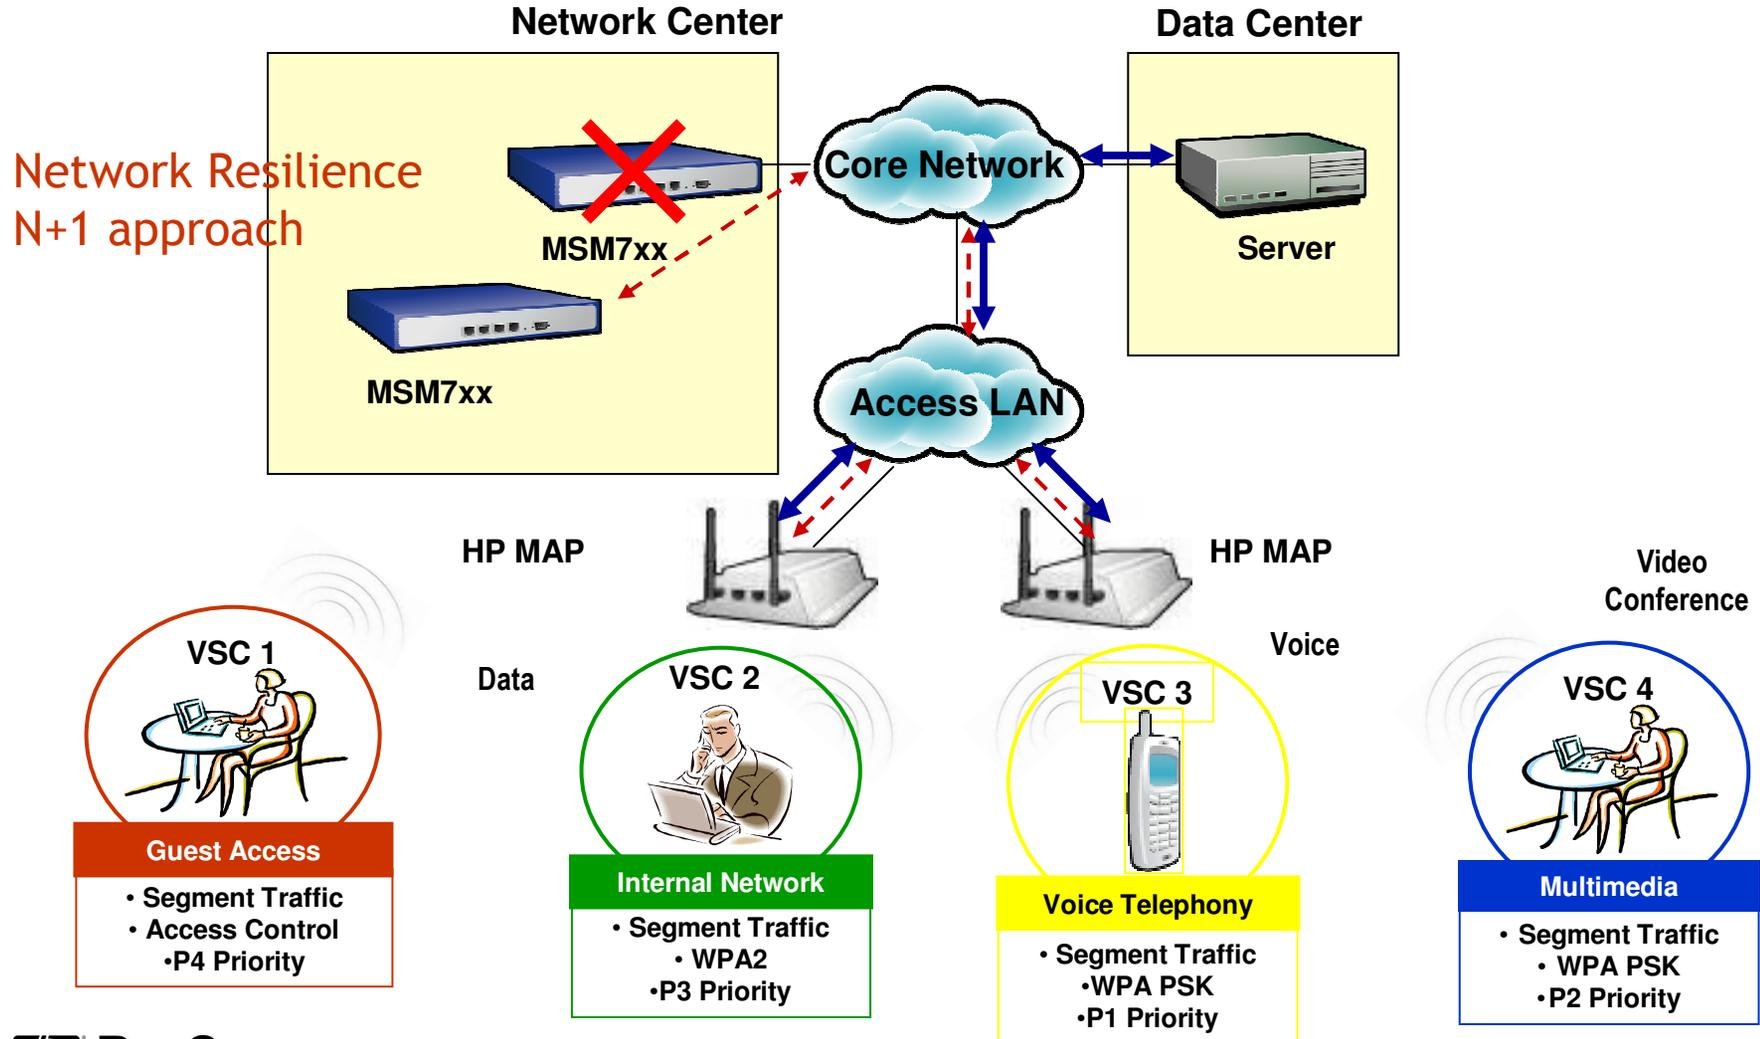 Network Center
Data Center
Network Resilience
N+1 approach
Core Network
MSM7xx
Server
MSM7xx
Access LAN
HP MAP
HP MAP
Video
Conference
Voice
Data
VSC 1
VSC 2
VSC 3
VSC 4
Guest Access
• Segment Traffic
• Access Control
•P4 Priority
Internal Network
• Segment Traffic
• WPA2
•P3 Priority
Voice Telephony
• Segment Traffic
•WPA PSK
•P1 Priority
Multimedia
• Segment Traffic
• WPA PSK
•P2 Priority